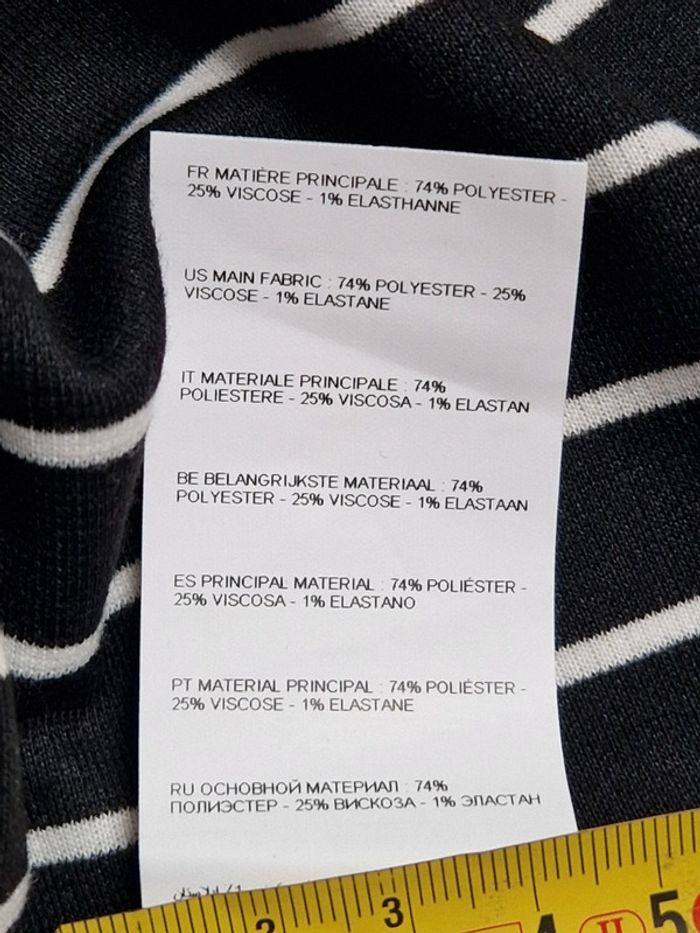 FR MATIÈRE PRINCIPALE : 74% POLYESTER -
25% VISCOSE - 1% ELASTHANNE
US MAIN FABRIC : 74% POLYESTER - 25%
VISCOSE - 1% ELASTANE
IT MATERIALE PRINCIPALE : 74%
POLIESTERE - 25% VISCOSA - 1% ELASTAN
BE BELANGRIJKSTE MATERIAAL : 74%
POLYESTER - 25% VISCOSE - 1% ELASTAAN
ES PRINCIPAL MATERIAL : 74% POLIÉSTER -
25% VISCOSA - 1% ELASTANO
PT MATERIAL PRINCIPAL : 74% POLIÉSTER -
25% VISCOSE - 1% ELASTANE
RU ОСНОВНОЙ МАТЕРИАЛ : 74%
ПОЛИЭСТЕР - 25% ВИСКОЗА - 1% ЭЛАСТАН
2 3 4 II 5